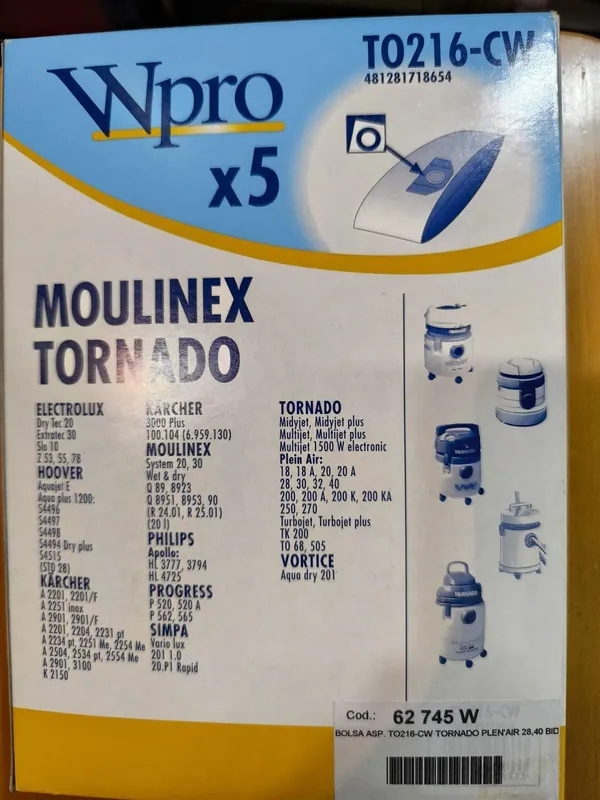 Wpro
x5
TO216-CW
481281718654
MOULINEX
TORNADO
ELECTROLUX
Dry Tec 20
Extratec 30
Slo 10
Z 53, 55, 78
HOOVER
Aquajet E
Aqua plus 1200:
S4496
S4497
S4498
S4494 Dry plus
S4515
(STO 28)
KÄRCHER
A 2201, 2201/F
A 2251 inox
A 2901, 2901/F
A 2201, 2204, 2231 pt
A 2234 pt, 2251 Me, 2254 Me
A 2504, 2534 pt, 2554 Me
A 2901, 3100
K 2150
KÄRCHER
3000 Plus
100.104 (6.959.130)
MOULINEX
System 20, 30
Wet & dry
Q 89, 8923
Q 8951, 8953, 90
(R 24.01, R 25.01)
(20 l)
PHILIPS
Apollo:
HL 3777, 3794
HL 4725
PROGRESS
P 520, 520 A
P 562, 565
SIMPA
Vario lux
201 1.0
20.P1 Rapid
TORNADO
Midyjet, Midyjet plus
Multijet, Multijet plus
Multijet 1500 W electronic
Plein Air:
18, 18 A, 20, 20 A
28, 30, 32, 40
200, 200 A, 200 K, 200 KA
250, 270
Turbojet, Turbojet plus
TK 200
TO 68, 505
VORTICE
Aqua dry 201
TORNADO
Cod.: 62 745 W
BOLSA ASP. TO216-CW TORNADO PLEN'AIR 28,40 BID